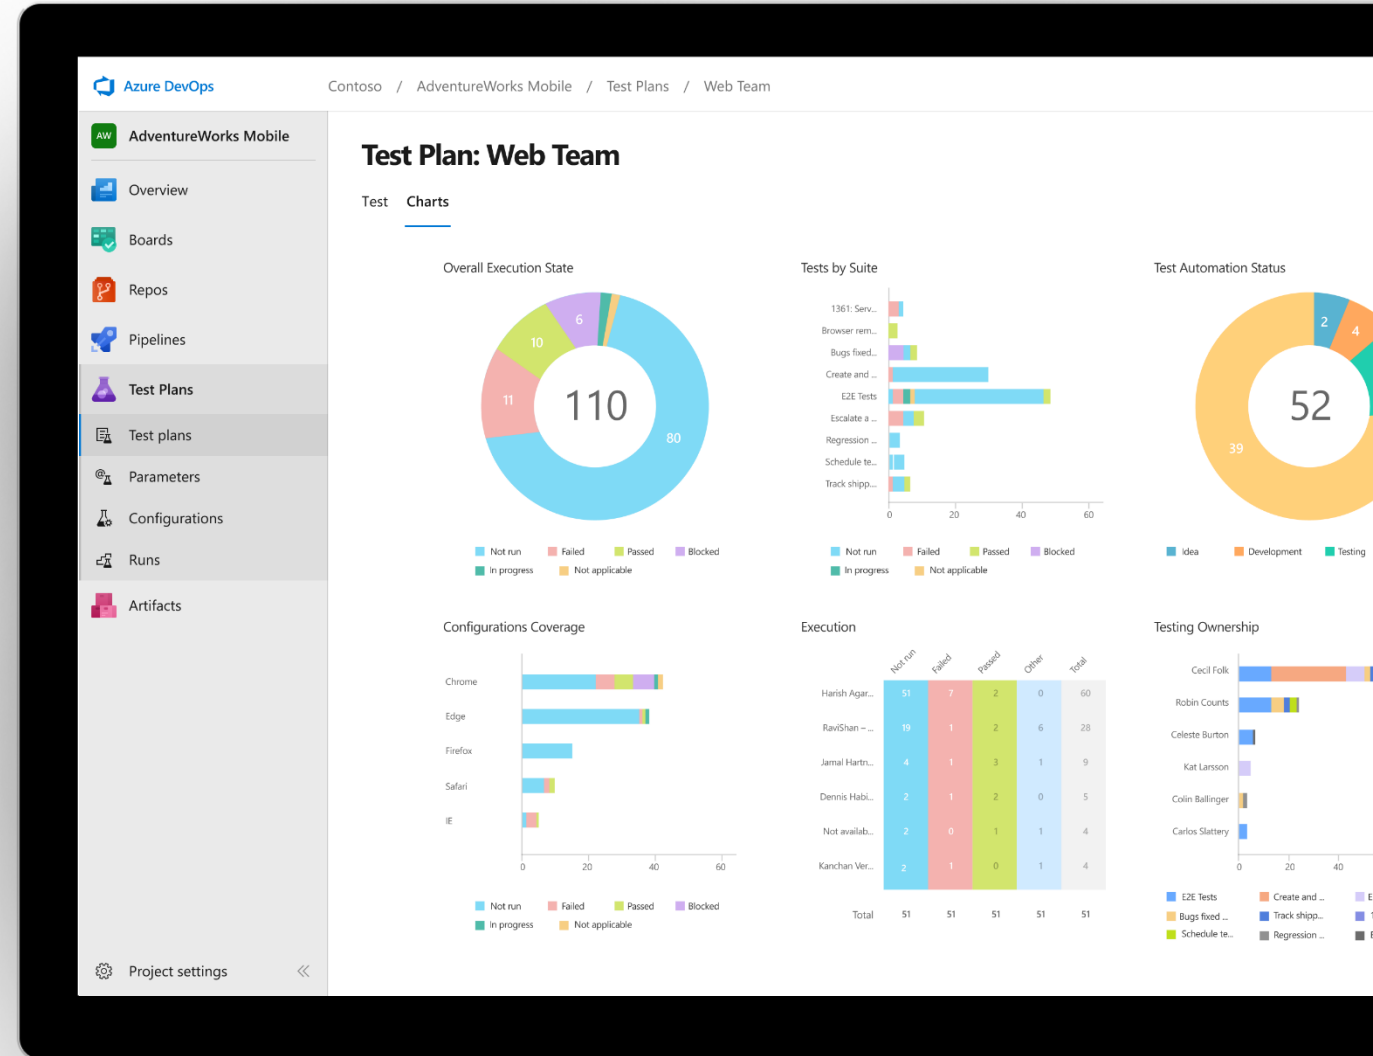 Azure DevOps
Contoso / AdventureWorks Mobile / Test Plans / Web Team
AW AdventureWorks Mobile
Overview
Boards
Repos
Pipelines
Test Plans
Test plans
Parameters
Configurations
Runs
Artifacts
Project settings
Test Plan: Web Team
Test Charts
Overall Execution State
6
10
11
110
80
Not run Failed Passed Blocked
In progress Not applicable
Tests by Suite
1361: Serv...
Browser rem...
Bugs fixed...
Create and ...
E2E Tests
Escalate a ...
Regression ...
Schedule te...
Track shipp...
0 20 40 60
Not run Failed Passed Blocked
In progress Not applicable
Test Automation Status
2
4
52
39
Idea Development Testing
Configurations Coverage
Chrome
Edge
Firefox
Safari
IE
0 20 40 60
Not run Failed Passed Blocked
In progress Not applicable
Execution
Not run Failed Passed Other Total
Harish Agar... 51 7 2 0 60
RaviShan – ... 19 1 2 6 28
Jamal Hartn... 4 1 3 1 9
Dennis Habi... 2 1 2 0 5
Not availab... 2 0 1 1 4
Kanchan Ver... 2 1 0 1 4
Total 51 51 51 51 51
Testing Ownership
Cecil Folk
Robin Counts
Celeste Burton
Kat Larsson
Colin Ballinger
Carlos Slattery
0 20 40
E2E Tests Create and ...
Bugs fixed ... Track shipp...
Schedule te... Regression ...